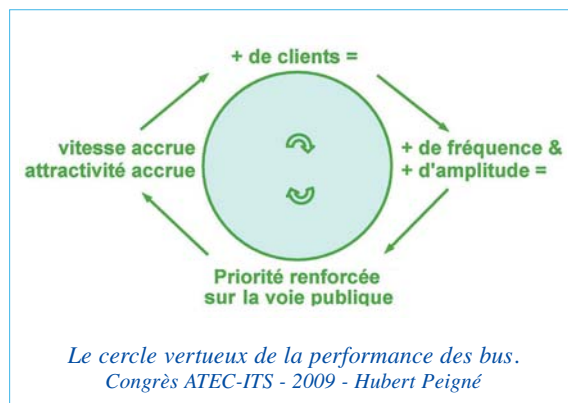 + de clients =
vitesse accrue
attractivité accrue
+ de fréquence &
+ d'amplitude =
Priorité renforcée
sur la voie publique
Le cercle vertueux de la performance des bus.
Congrès ATEC-ITS - 2009 - Hubert Peigné